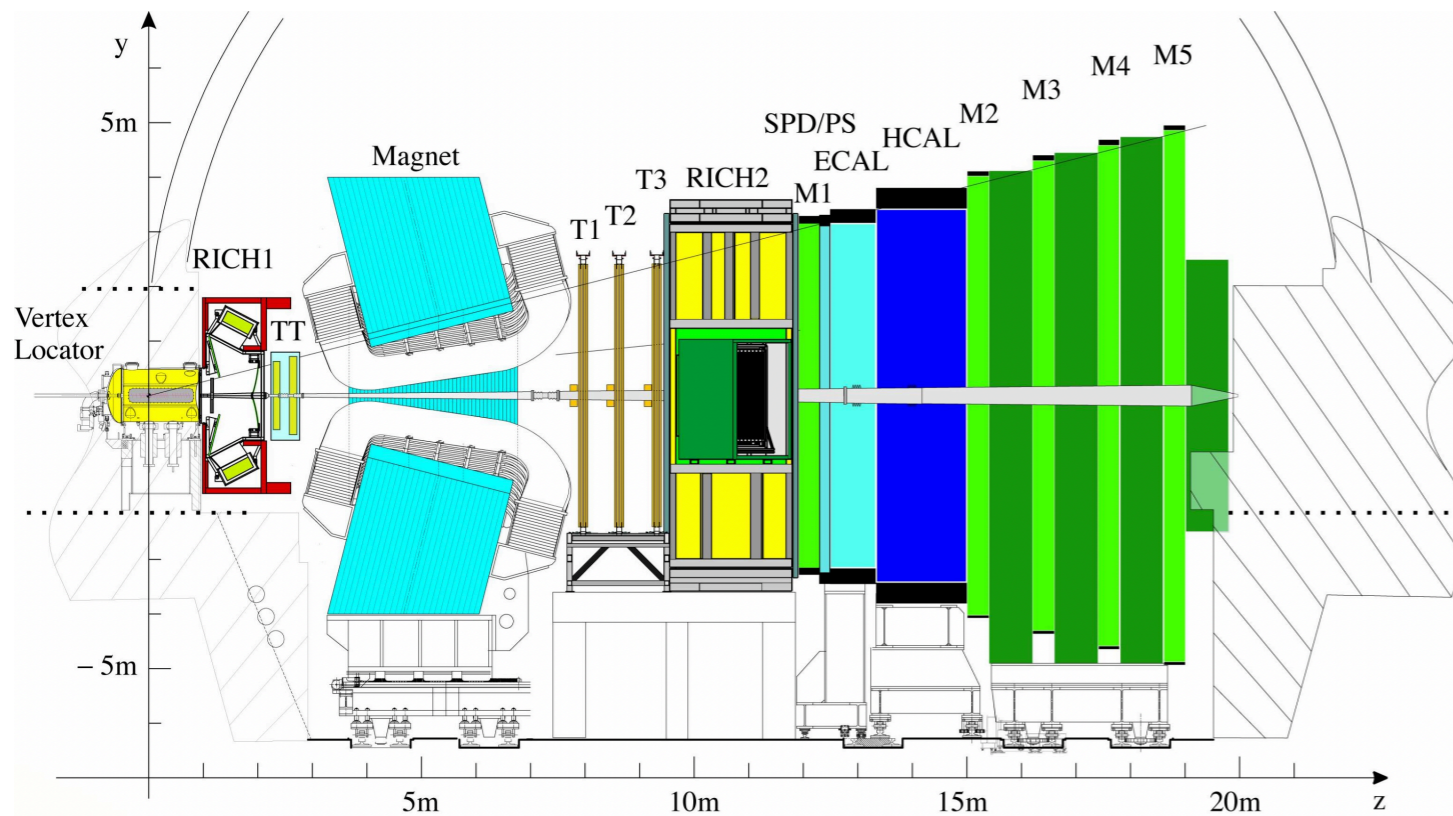 y
5m
Magnet
SPD/PS
ECAL
HCAL
M2
M3
M4
M5
RICH1
TT
T1
T2
T3
RICH2
M1
Vertex
Locator
− 5m
5m
10m
15m
20m
z